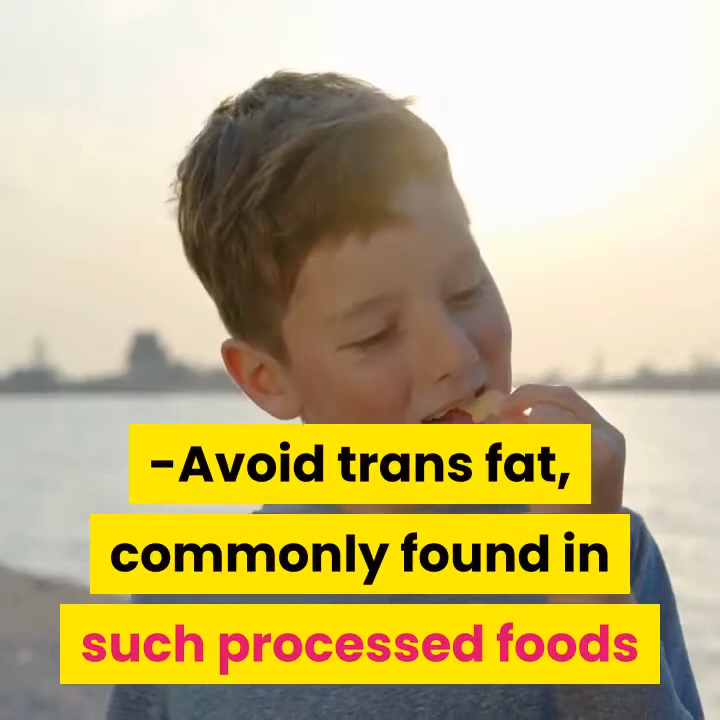 -Avoid trans fat,
commonly found in
such processed foods